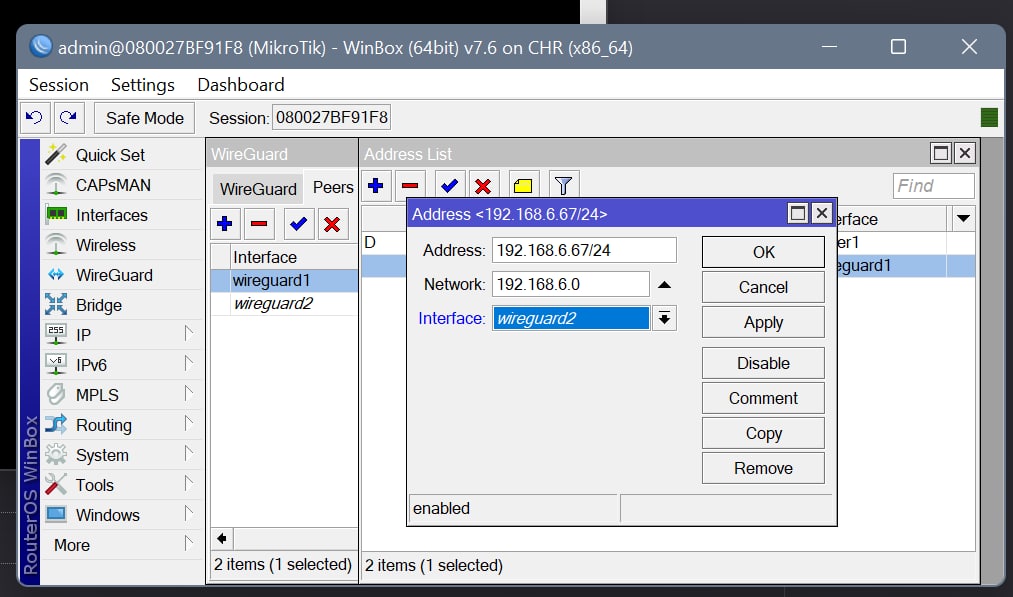 admin@080027BF91F8 (MikroTik) - WinBox (64bit) v7.6 on CHR (x86_64)
Session Settings Dashboard
Safe Mode Session: 080027BF91F8
RouterOS WinBox
Quick Set
CAPsMAN
Interfaces
Wireless
WireGuard
Bridge
IP
IPv6
MPLS
Routing
System
Tools
Windows
More
WireGuard
WireGuard Peers
Interface
wireguard1
wireguard2
2 items (1 selected)
Address List
Find
erface
D er1
eguard1
2 items (1 selected)
Address <192.168.6.67/24>
Address: 192.168.6.67/24
Network: 192.168.6.0
Interface: wireguard2
OK
Cancel
Apply
Disable
Comment
Copy
Remove
enabled